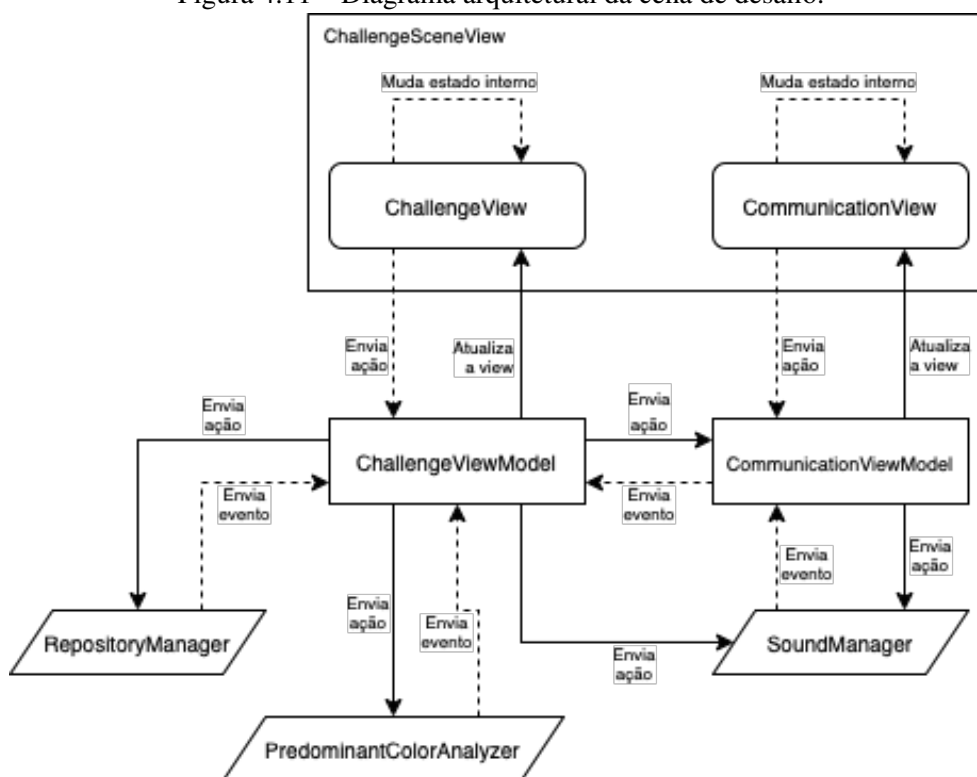 Figura 4.11 – Diagrama arquitetural da cena de desafio.
ChallengeSceneView
Muda estado interno
Muda estado interno
ChallengeView
CommunicationView
Envia
ação
Atualiza
a view
Envia
ação
Atualiza
a view
Envia
ação
Envia
ação
ChallengeViewModel
CommunicationViewModel
Envia
evento
Envia
evento
Envia
evento
Envia
ação
Envia
ação
Envia
evento
RepositoryManager
SoundManager
Envia
ação
PredominantColorAnalyzer